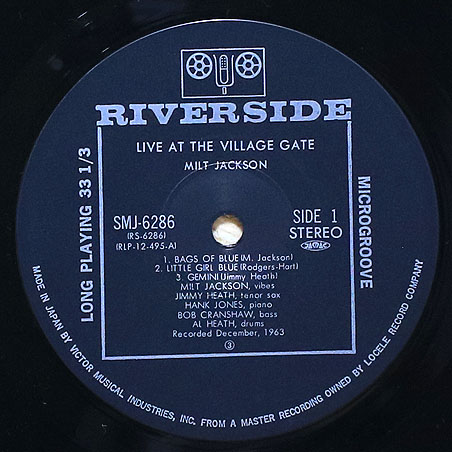 RIVERSIDE
LIVE AT THE VILLAGE GATE
MILT JACKSON
SMJ-6286
(RS-6286)
(RLP-12-495-A)
SIDE 1
STEREO
1. BAGS OF BLUE(M. Jackson)
2. LITTLE GIRL BLUE(Rodgers-Hart)
3. GEMINI(Jimmy Heath)
MILT JACKSON, vibes
JIMMY HEATH, tenor sax
HANK JONES, piano
BOB CRANSHAW, bass
AL HEATH, drums
Recorded December, 1963
③
LONG PLAYING 33 1/3
MICROGROOVE
MADE IN JAPAN BY VICTOR MUSICAL INDUSTRIES, INC. FROM A MASTER RECORDING OWNED BY LOCELE RECORD COMPANY